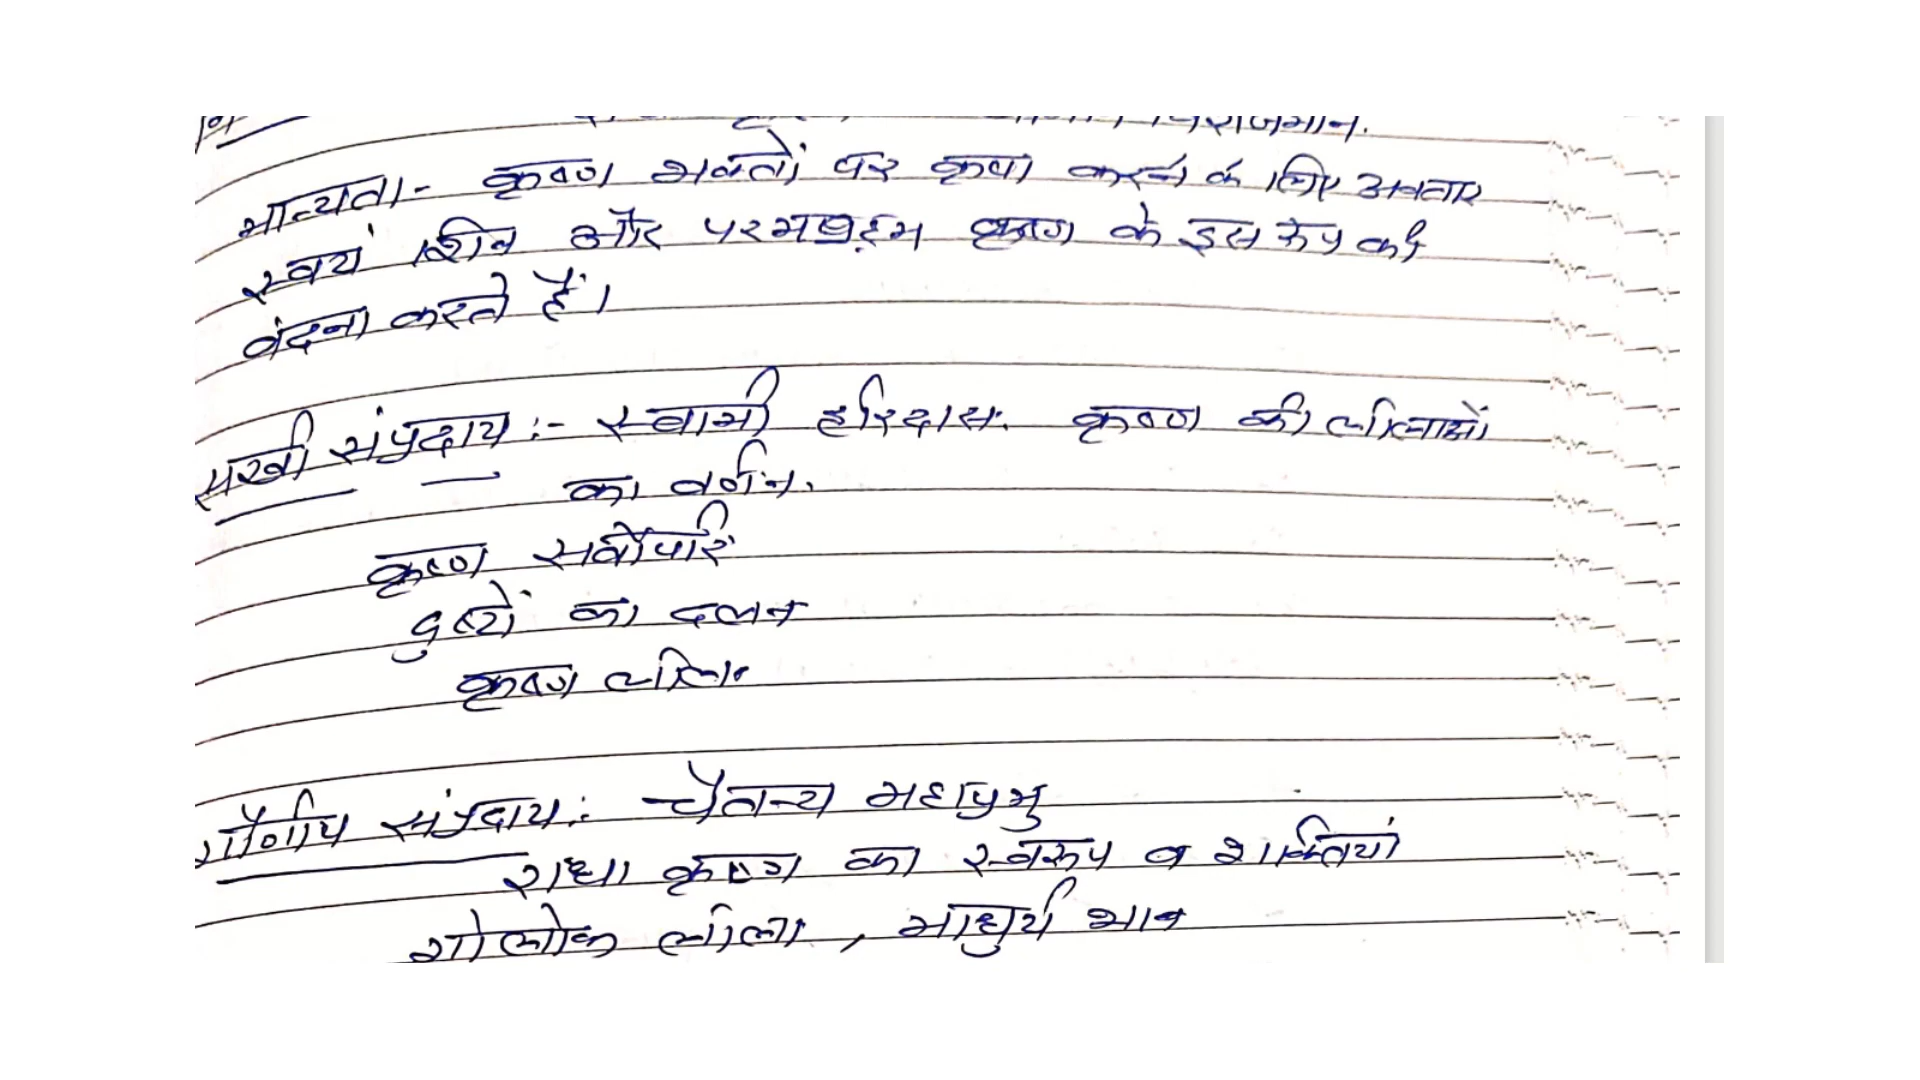 विराजमान.
मान्यता- कृष्ण भक्तों पर कृपा करने के लिए अवतार
स्वयं शिव और परमब्रह्म कृष्ण के इस रूप की
वंदना करते हैं।
सखी संप्रदाय :- स्वामी हरिदास. कृष्ण की लीलाओं
का वर्णन.
कृष्ण सर्वोपरि
दुष्टों का दलन
कृष्ण लीला
गौणीय संप्रदाय : चैतन्य महाप्रभु
राधा कृष्ण का स्वरूप व शक्तियों
गोलोक लीला , माधुर्य भाव